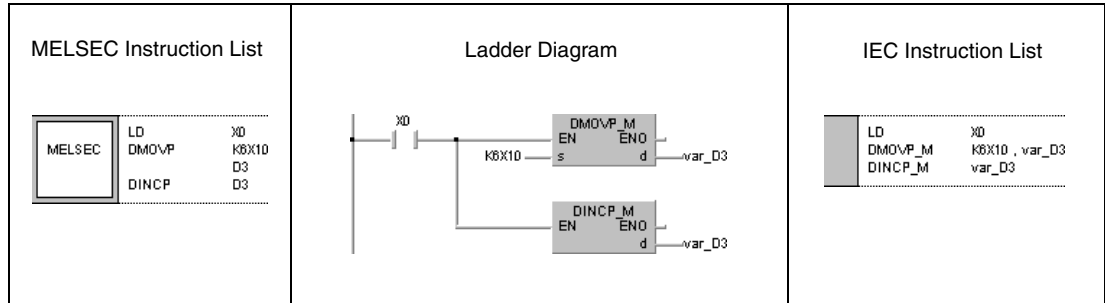 MELSEC Instruction List
MELSEC
LD X0
DMOVP K6X10
D3
DINCP D3
Ladder Diagram
X0
DMOVP_M
EN ENO
K6X10 s d var_D3
DINCP_M
EN ENO
d var_D3
IEC Instruction List
LD X0
DMOVP_M K6X10 , var_D3
DINCP_M var_D3